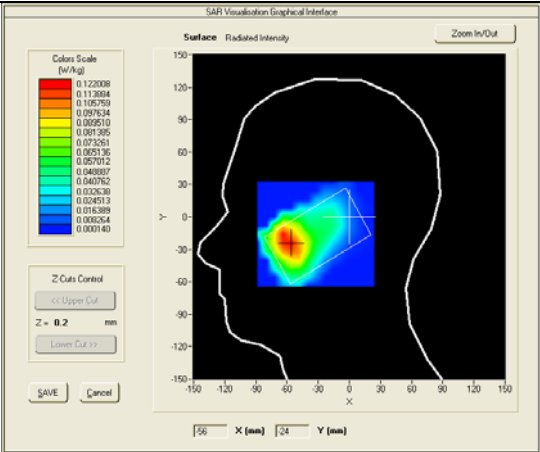 SAR Visualisation Graphical Interface
Surface Radiated Intensity
Zoom In/Out
Colors Scale
(W/kg)
0.122008
0.113884
0.105759
0.097634
0.089510
0.081385
0.073261
0.065136
0.057012
0.048887
0.040762
0.032638
0.024513
0.016389
0.008264
0.000140
Z-Cuts Control
<< Upper Cut
Z = 0.2 mm
Lower Cut >>
SAVE
Cancel
150
120
90
60
30
0
-30
-60
-90
-120
-150
Y
-150 -120 -90 -60 -30 0 30 60 90 120 150
X
-56 X (mm) -24 Y (mm)